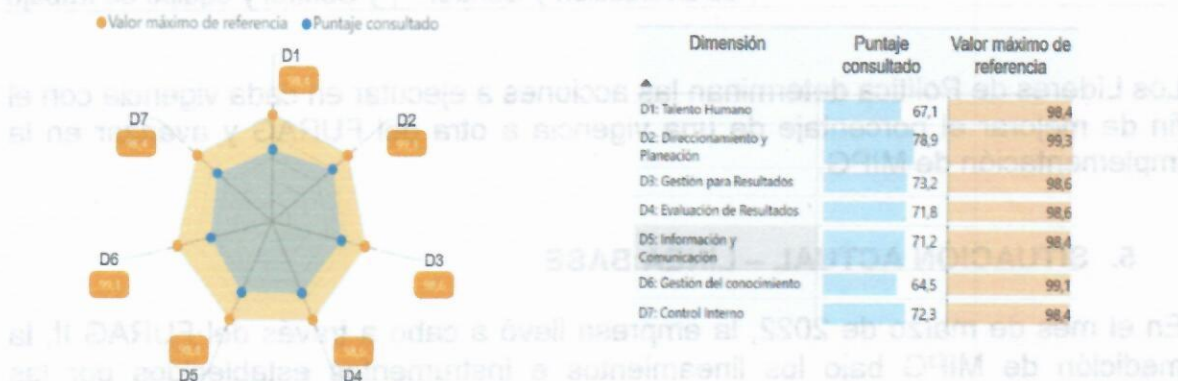 Valor máximo de referencia Puntaje consultado
D1
98,4
D7
98,4
D2
99,3
D6
99,1
D3
98,6
D5
98,4
D4
98,6
Dimensión Puntaje consultado Valor máximo de referencia
D1: Talento Humano 67,1 98,4
D2: Direccionamiento y 78,9 99,3
Planeación
D3: Gestión para Resultados 73,2 98,6
D4: Evaluación de Resultados 71,8 98,6
D5: Información y 71,2 98,4
Comunicación
D6: Gestión del conocimiento 64,5 99,1
D7: Control Interno 72,3 98,4
Los Líderes de Política determinan las acciones a ejecutar en cada vigencia con el
fin de mejorar el porcentaje de una vigencia a otra del FURAG y avanzar en la
implementación de MIPG
5. SITUACIÓN ACTUAL – LÍNEA BASE
En el mes de marzo de 2022, la empresa llevó a cabo a través del FURAG II, la
medición de MIPG bajo los lineamientos e instrumentos establecidos por las